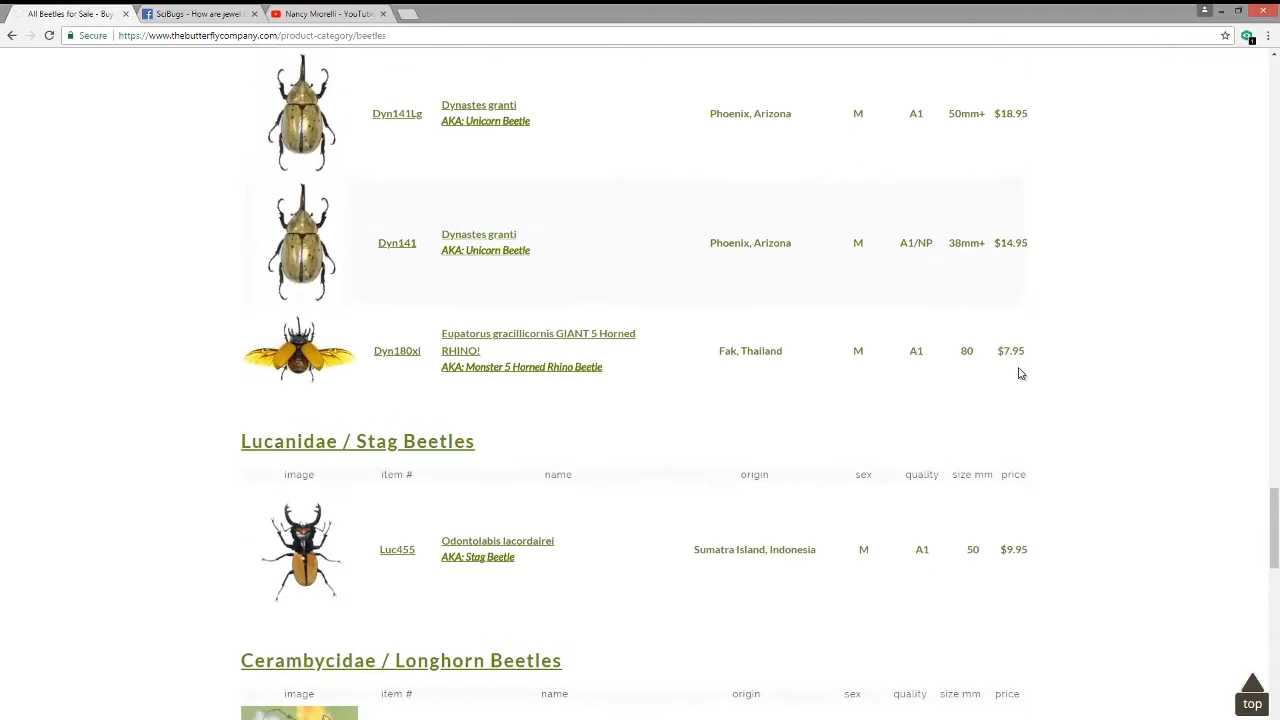 All Beetles for Sale - Buy
SciBugs - How are jewel
Nancy Morelli - YouTube
Secure
https://www.thebutterflycompany.com/product-category/beetles
Dyn141Lg Dynastes granti Phoenix, Arizona M A1 50mm+ $18.95
AKA: Unicorn Beetle
Dyn141 Dynastes granti Phoenix, Arizona M A1/NP 38mm+ $14.95
AKA: Unicorn Beetle
Eupatorus gracillicornis GIANT 5 Horned
Dyn180xl RHINO! Fak, Thailand M A1 80 $7.95
AKA: Monster 5 Horned Rhino Beetle
Lucanidae / Stag Beetles
image item # name origin sex quality size mm price
Luc455 Odontolabis lacordairei Sumatra Island, Indonesia M A1 50 $9.95
AKA: Stag Beetle
Cerambycidae / Longhorn Beetles
image item # name origin sex quality size mm price
top